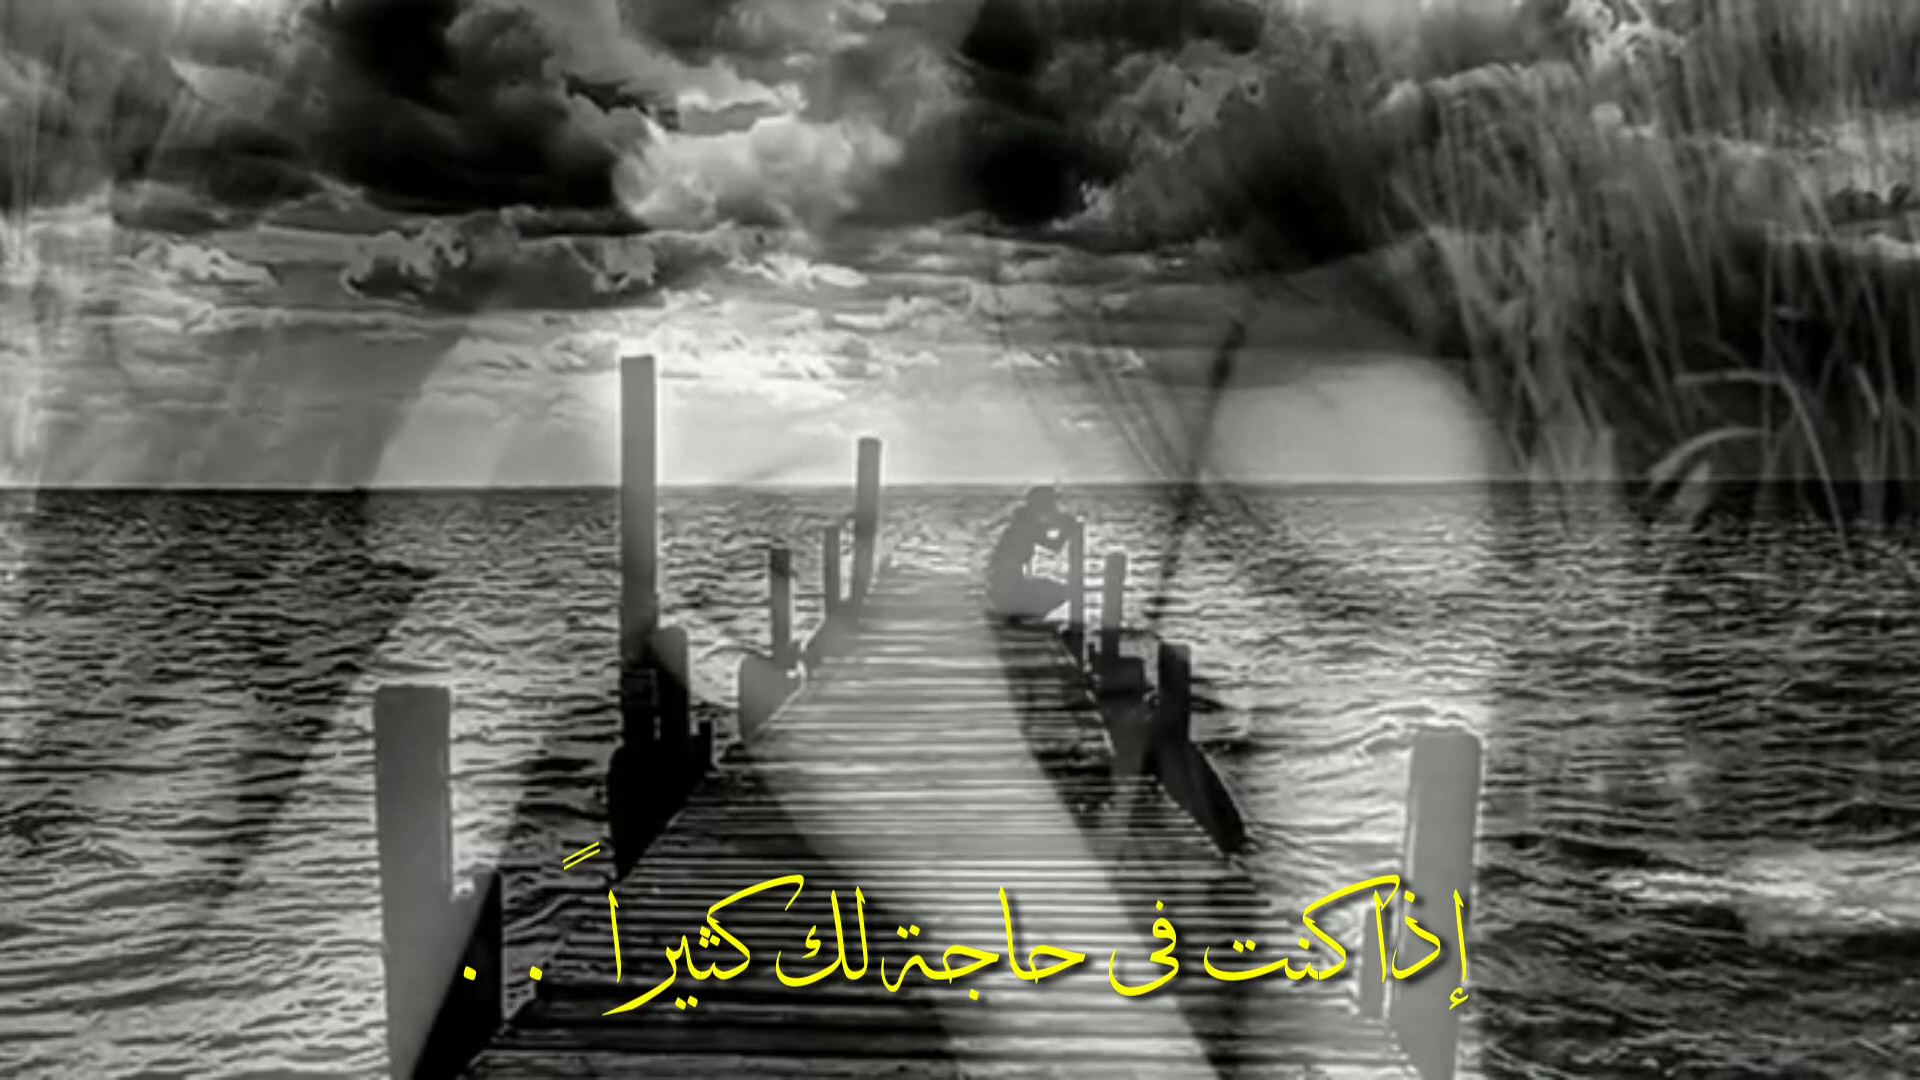 إذا كنت فى حاجة لك كثيراً . .